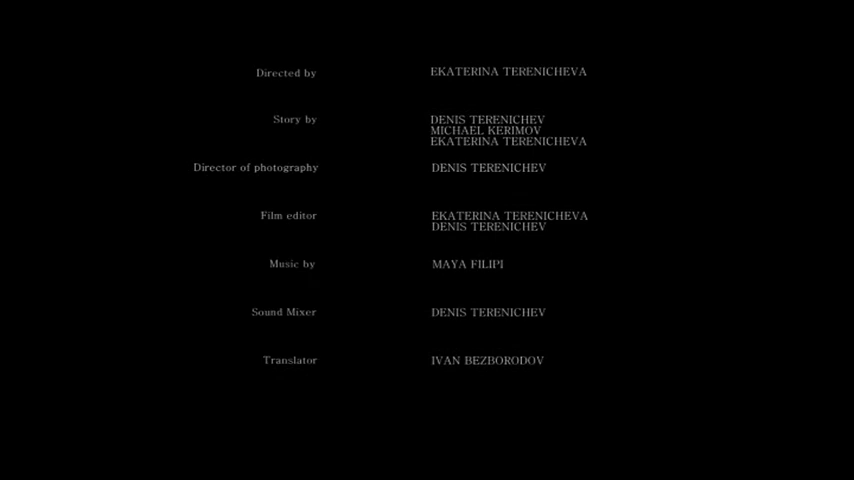 Directed by EKATERINA TERENICHEVA
Story by DENIS TERENICHEV
MICHAEL KERIMOV
EKATERINA TERENICHEVA
Director of photography DENIS TERENICHEV
Film editor EKATERINA TERENICHEVA
DENIS TERENICHEV
Music by MAYA FILIPI
Sound Mixer DENIS TERENICHEV
Translator IVAN BEZBORODOV